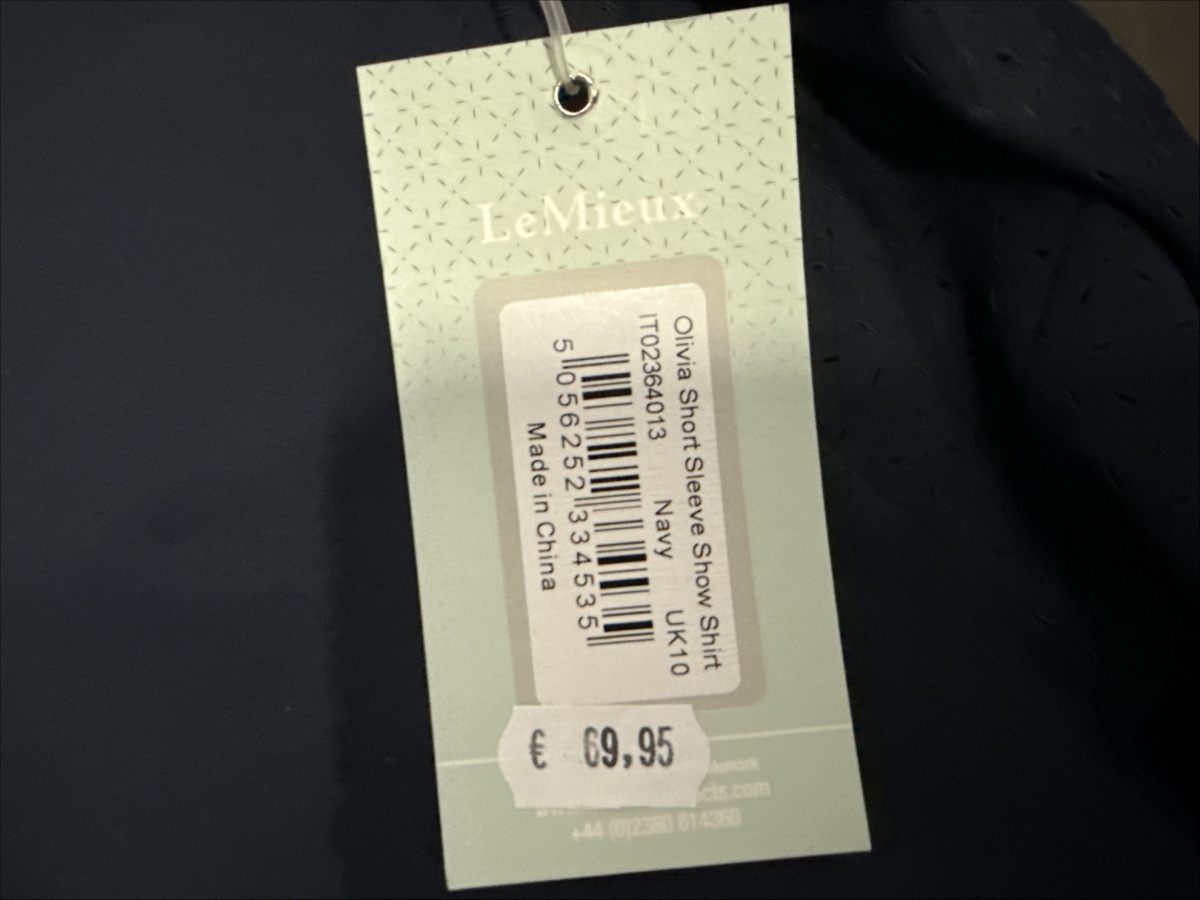 LeMieux
Olivia Short Sleeve Show Shirt
IT02364013 Navy UK10
5 056252 334535
Made in China
€ 69,95
+44 (0)2380 814360